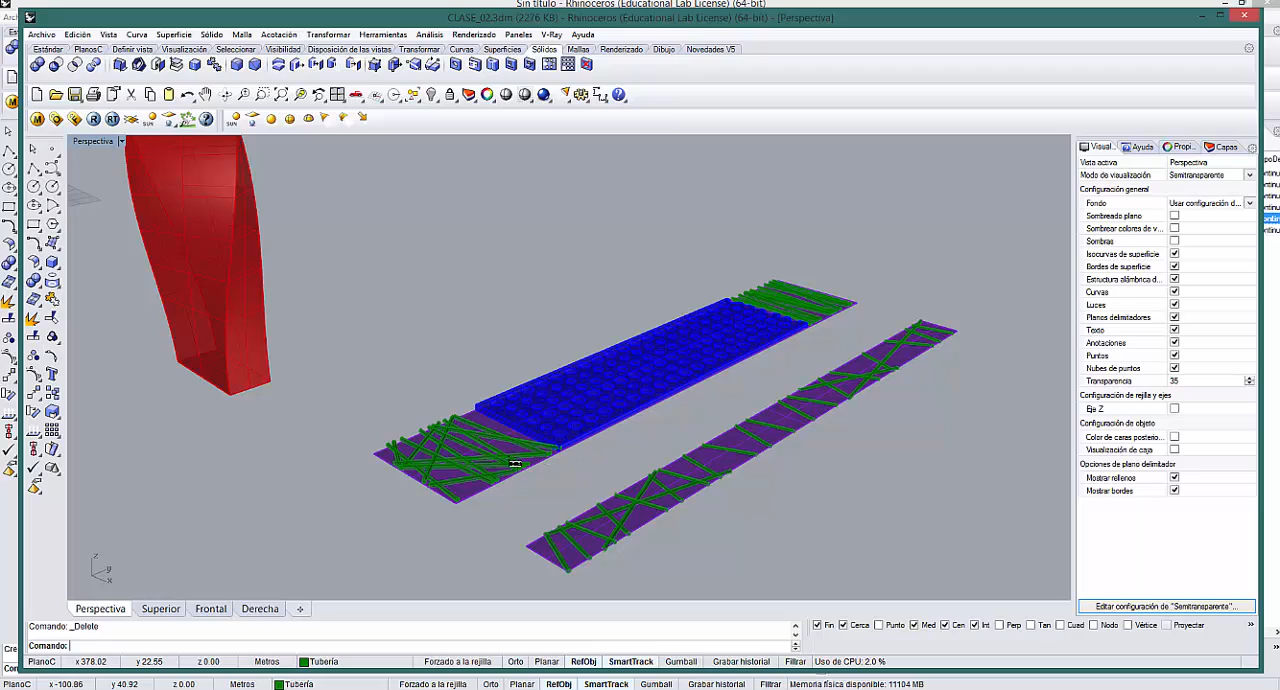 Sin título - Rhinoceros (Educational Lab License) (64-bit)
CLASE_02.3dm (2276 KB) - Rhinoceros (Educational Lab License) (64-bit) - [Perspectiva]
Archivo Edición Vista Curva Superficie Sólido Malla Acotación Transformar Herramientas Análisis Renderizado Paneles V-Ray Ayuda
Estándar PlanosC Definir vista Visualización Seleccionar Visibilidad Disposición de las vistas Transformar Curvas Superficies Sólidos Mallas Renderizado Dibujo Novedades V5
Perspectiva
Visual... Ayuda Propi... Capas
Vista activa Perspectiva
Modo de visualización Semitransparente
Configuración general
Fondo Usar configuración d...
Sombreado plano
Sombrear colores de v...
Sombras
Isocurvas de superficie
Bordes de superficie
Estructura alámbrica d...
Curvas
Luces
Planos delimitadores
Texto
Anotaciones
Puntos
Nubes de puntos
Transparencia 35
Configuración de rejilla y ejes
Eje Z
Configuración de objeto
Color de caras posterio...
Visualización de caja
Opciones de plano delimitador
Mostrar rellenos
Mostrar bordes
Editar configuración de "Semitransparente"...
z
y
x
Perspectiva Superior Frontal Derecha
Comando: _Delete
Comando:
Fin Cerca Punto Med Cen Int Perp Tan Cuad Nodo Vértice Proyectar
PlanoC x 378.02 y 22.55 z 0.00 Metros Tubería Forzado a la rejilla Orto Planar RefObj SmartTrack Gumball Grabar historial Filtrar Uso de CPU: 2.0 %
PlanoC x -100.86 y 40.92 z 0.00 Metros Tubería Forzado a la rejilla Orto Planar RefObj SmartTrack Gumball Grabar historial Filtrar Memoria física disponible: 11104 MB